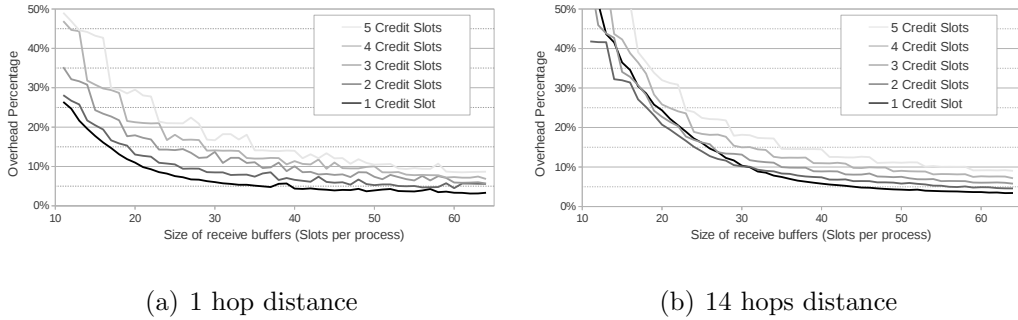 50%
40%
30%
20%
10%
0%
Overhead Percentage
5 Credit Slots
4 Credit Slots
3 Credit Slots
2 Credit Slots
1 Credit Slot
10 20 30 40 50 60
Size of receive buffers (Slots per process)
(a) 1 hop distance
50%
40%
30%
20%
10%
0%
Overhead Percentage
5 Credit Slots
4 Credit Slots
3 Credit Slots
2 Credit Slots
1 Credit Slot
10 20 30 40 50 60
Size of receive buffers (Slots per process)
(b) 14 hops distance